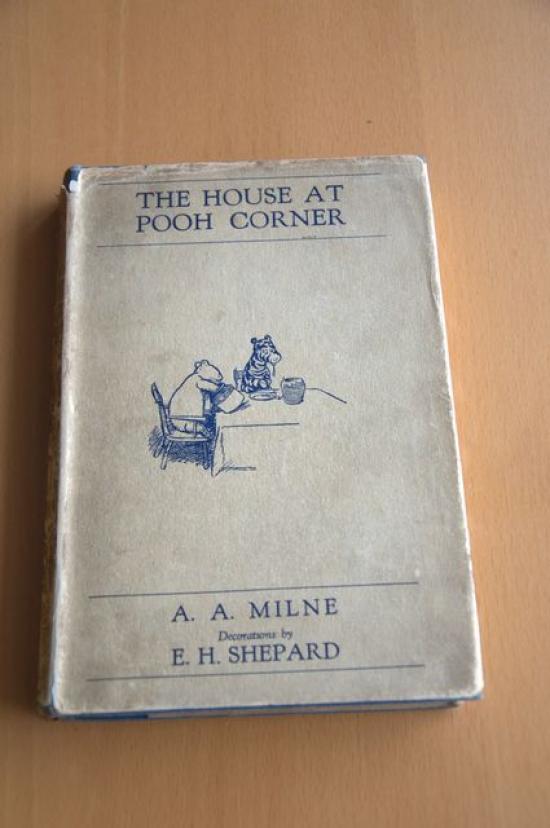 THE HOUSE AT
POOH CORNER
A. A. MILNE
Decorations by
E. H. SHEPARD